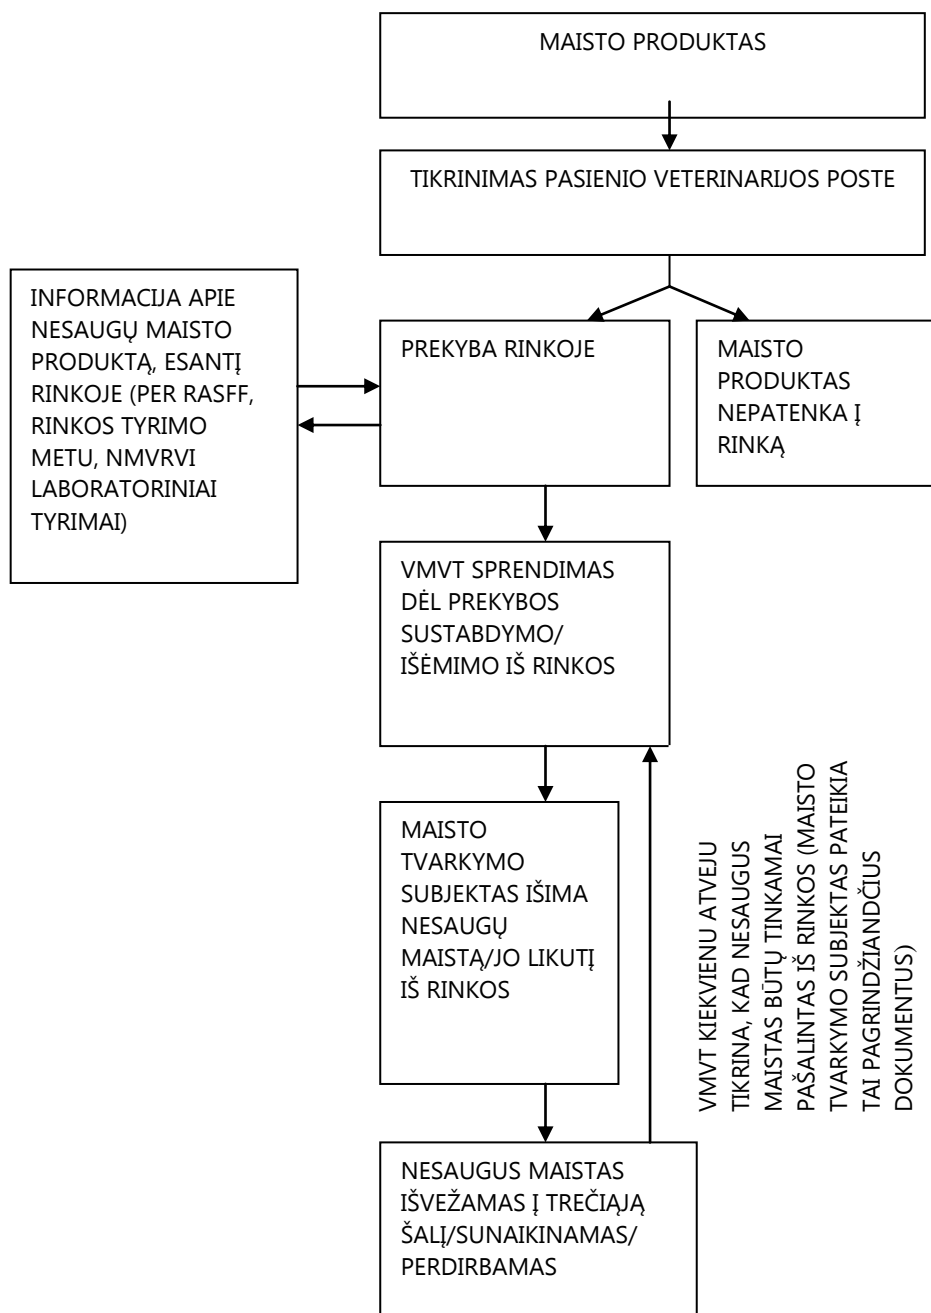 MAISTO PRODUKTAS
TIKRINIMAS PASIENIO VETERINARIJOS POSTE
INFORMACIJA APIE
NESAUGŲ MAISTO
PRODUKTĄ, ESANTĮ
RINKOJE (PER RASFF,
RINKOS TYRIMO
METU, NMVRVI
LABORATORINIAI
TYRIMAI)
PREKYBA RINKOJE
MAISTO
PRODUKTAS
NEPATENKA Į
RINKĄ
VMVT SPRENDIMAS
DĖL PREKYBOS
SUSTABDYMO/
IŠĖMIMO IŠ RINKOS
MAISTO
TVARKYMO
SUBJEKTAS IŠIMA
NESAUGŲ
MAISTĄ/JO LIKUTĮ
IŠ RINKOS
VMVT KIEKVIENU ATVEJU
TIKRINA, KAD NESAUGUS
MAISTAS BŪTŲ TINKAMAI
PAŠALINTAS IŠ RINKOS (MAISTO
TVARKYMO SUBJEKTAS PATEIKIA
TAI PAGRINDŽIANDČIUS
DOKUMENTUS)
NESAUGUS MAISTAS
IŠVEŽAMAS Į TREČIĄJĄ
ŠALĮ/SUNAIKINAMAS/
PERDIRBAMAS